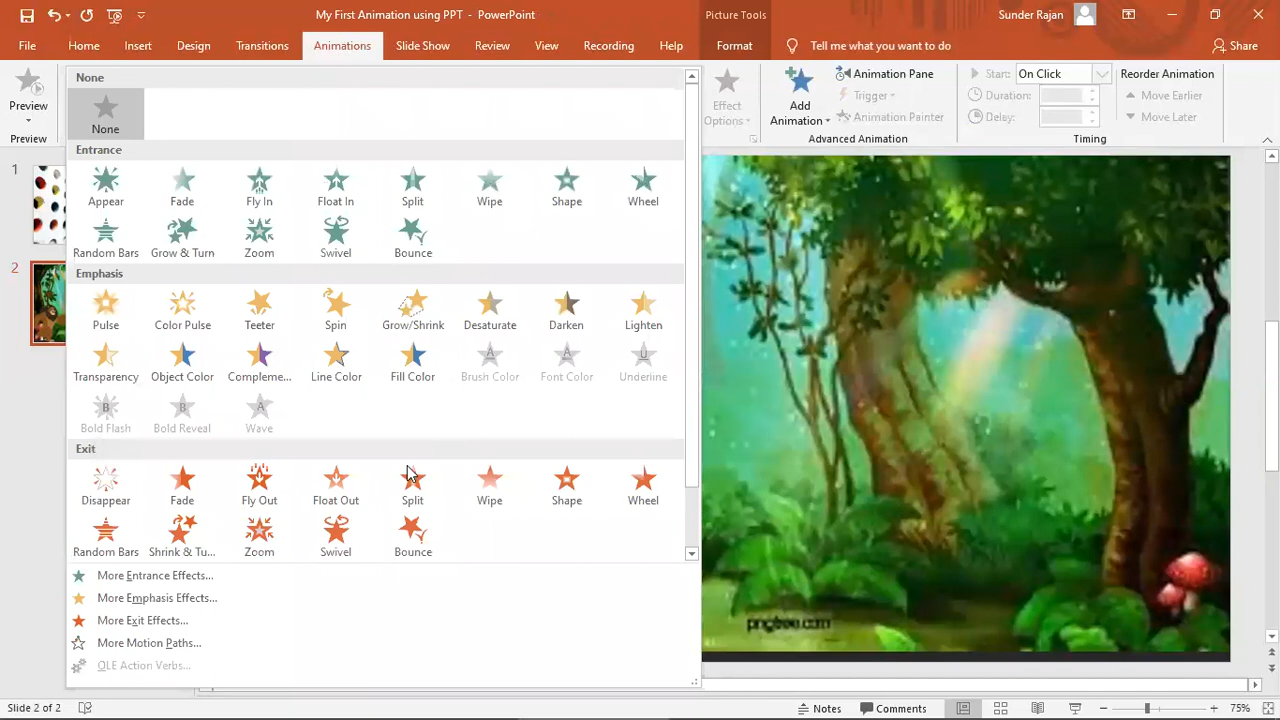 My First Animation using PPT - PowerPoint
Picture Tools
Sunder Rajan
File Home Insert Design Transitions Animations Slide Show Review View Recording Help Format Tell me what you want to do Share
Preview
Preview
None
None
Entrance
Appear Fade Fly In Float In Split Wipe Shape Wheel
Random Bars Grow & Turn Zoom Swivel Bounce
Emphasis
Pulse Color Pulse Teeter Spin Grow/Shrink Desaturate Darken Lighten
Transparency Object Color Compleme... Line Color Fill Color Brush Color Font Color Underline
Bold Flash Bold Reveal Wave
Exit
Disappear Fade Fly Out Float Out Split Wipe Shape Wheel
Random Bars Shrink & Tu... Zoom Swivel Bounce
More Entrance Effects...
More Emphasis Effects...
More Exit Effects...
More Motion Paths...
OLE Action Verbs...
Effect
Options
Add
Animation
Animation Pane
Trigger
Animation Painter
Advanced Animation
Start: On Click
Duration:
Delay:
Reorder Animation
Move Earlier
Move Later
Timing
1
2
pngtree.com
Slide 2 of 2 Notes Comments 75%